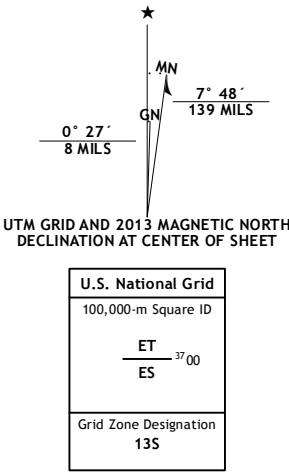 ★
MN
7° 48´
139 MILS
GN
0° 27´
8 MILS
UTM GRID AND 2013 MAGNETIC NORTH
DECLINATION AT CENTER OF SHEET
U.S. National Grid
100,000-m Square ID
ET
3700
ES
Grid Zone Designation
13S